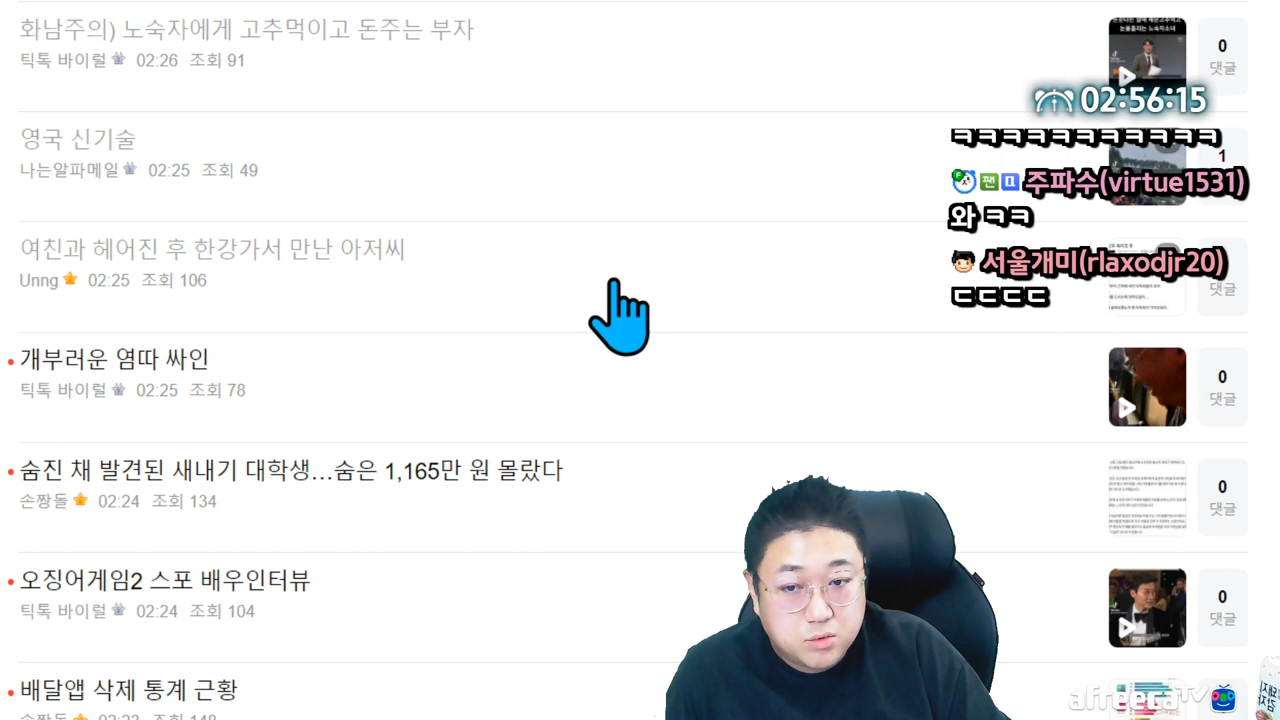 화남주의) 노숙자에게 고추먹이고 돈주는 부자
틱톡 바이럴 02:26 조회 91
0
댓글
02:56:15
영국 신기술
나는알파메일 02:25 조회 49
ㅋㅋㅋㅋㅋㅋㅋㅋㅋㅋㅋ
1
팬 주파수(virtue1531)
와 ㅋㅋ
여친과 헤어진 후 한강가서 만난 아저씨
Unng 02:25 조회 106
서울개미(rlaxodjr20)
ㄷㄷㄷㄷ
댓글
개부러운 염따 싸인
틱톡 바이럴 02:25 조회 78
0
댓글
숨진 채 발견된 새내기 대학생…숨은 1,165만 원 몰랐다
손짱돌 02:24 조회 134
0
댓글
오징어게임2 스포 배우인터뷰
틱톡 바이럴 02:24 조회 104
0
댓글
배달앱 삭제 통계 근황
손짱돌 02:23 조회 148
afreecaTV